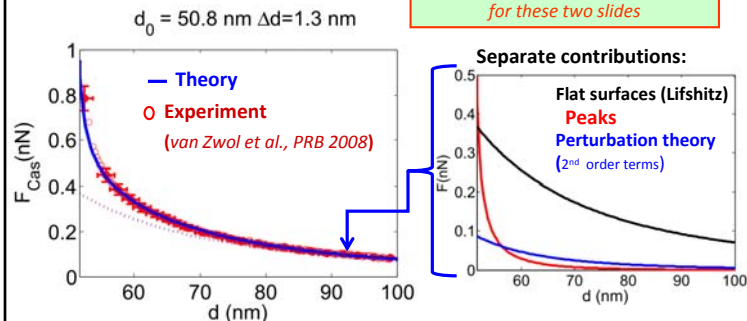 for these two slides
d0 = 50.8 nm Δd=1.3 nm
Separate contributions:
1
0.8
0.6
0.4
0.2
0
FCas(nN)
Theory
Experiment
(van Zwol et al., PRB 2008)
60 70 80 90 100
d (nm)
0.5
0.4
0.3
0.2
0.1
0
F(nN)
Flat surfaces (Lifshitz)
Peaks
Perturbation theory
(2nd order terms)
60 70 80 90 100
d (nm)